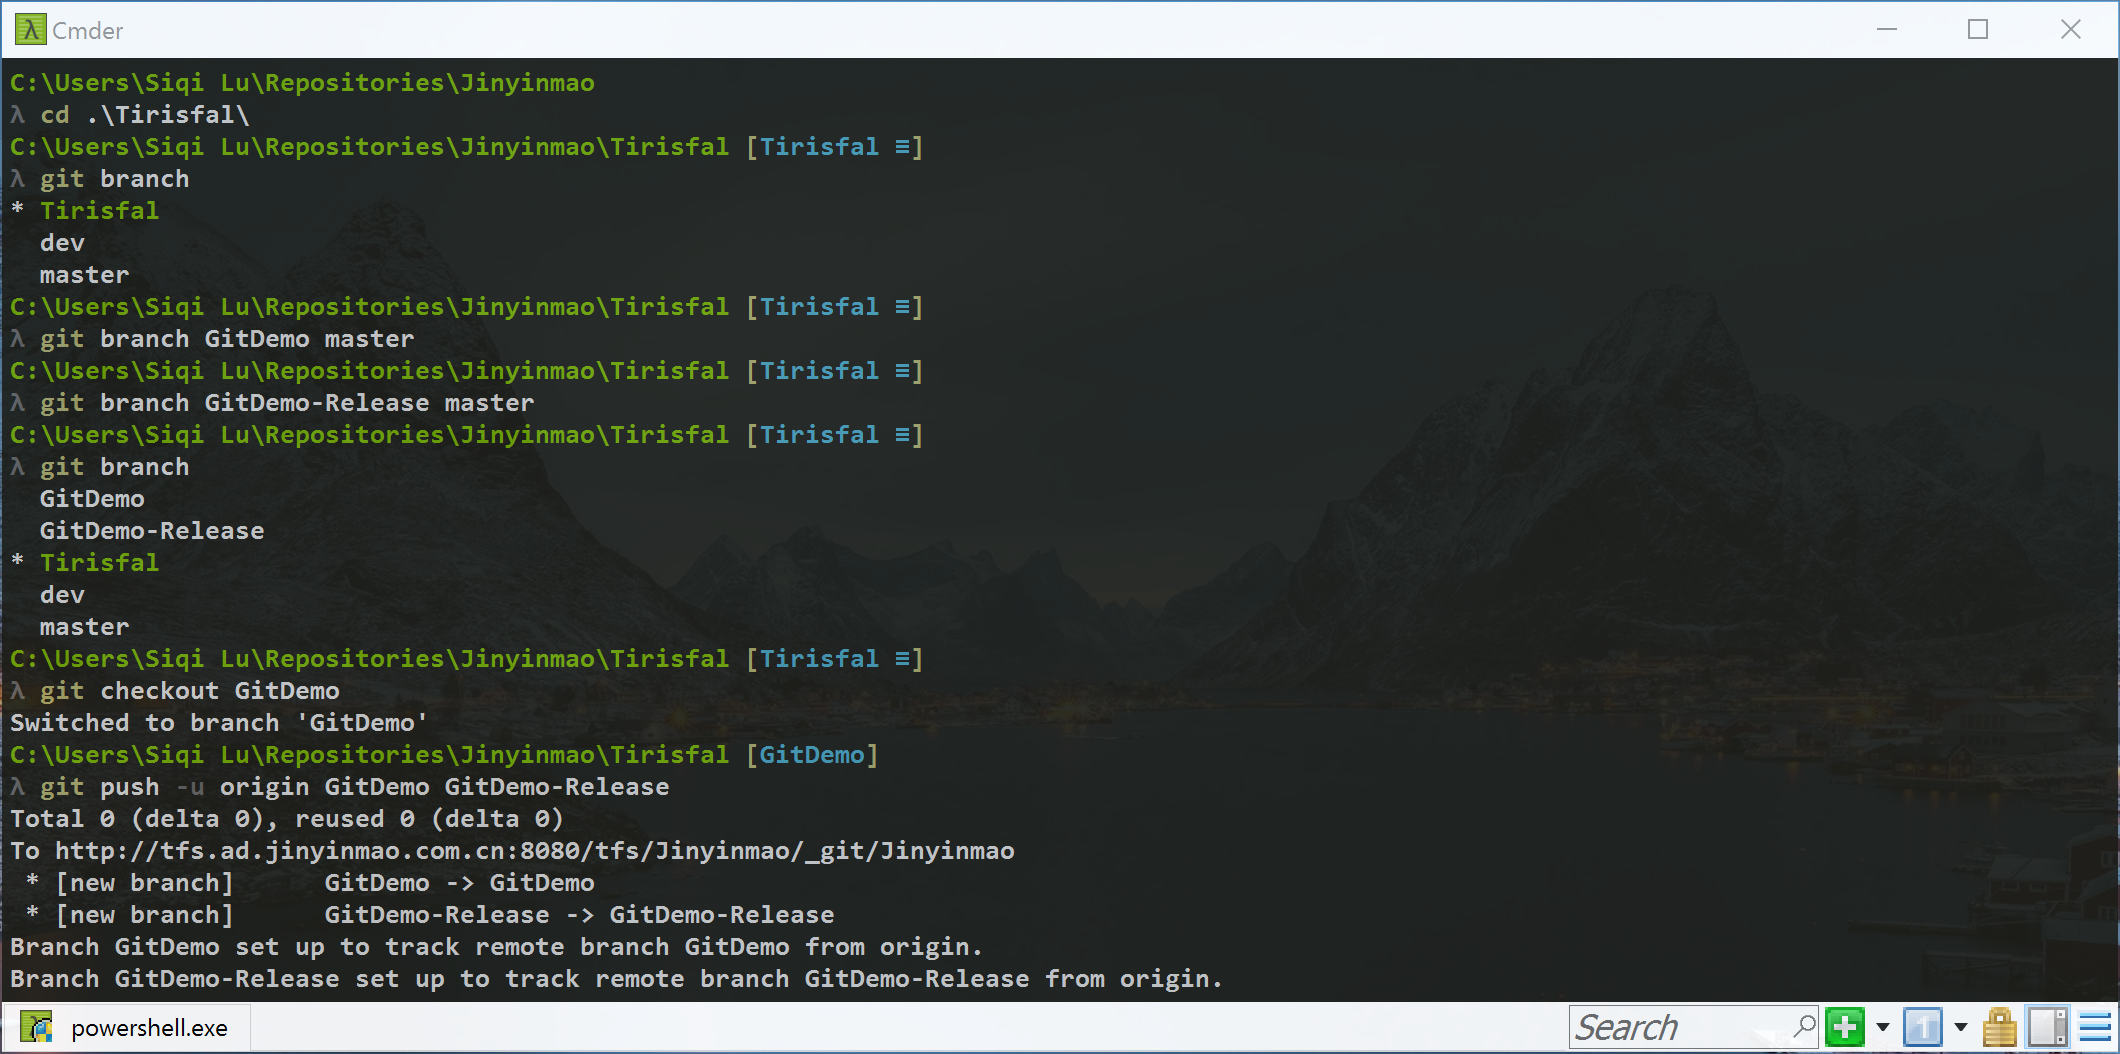 Cmder
C:\Users\Siqi Lu\Repositories\Jinyinmao
λ cd .\Tirisfal\
C:\Users\Siqi Lu\Repositories\Jinyinmao\Tirisfal [Tirisfal ≡]
λ git branch
* Tirisfal
  dev
  master
C:\Users\Siqi Lu\Repositories\Jinyinmao\Tirisfal [Tirisfal ≡]
λ git branch GitDemo master
C:\Users\Siqi Lu\Repositories\Jinyinmao\Tirisfal [Tirisfal ≡]
λ git branch GitDemo-Release master
C:\Users\Siqi Lu\Repositories\Jinyinmao\Tirisfal [Tirisfal ≡]
λ git branch
  GitDemo
  GitDemo-Release
* Tirisfal
  dev
  master
C:\Users\Siqi Lu\Repositories\Jinyinmao\Tirisfal [Tirisfal ≡]
λ git checkout GitDemo
Switched to branch 'GitDemo'
C:\Users\Siqi Lu\Repositories\Jinyinmao\Tirisfal [GitDemo]
λ git push -u origin GitDemo GitDemo-Release
Total 0 (delta 0), reused 0 (delta 0)
To http://tfs.ad.jinyinmao.com.cn:8080/tfs/Jinyinmao/_git/Jinyinmao
 * [new branch]      GitDemo -> GitDemo
 * [new branch]      GitDemo-Release -> GitDemo-Release
Branch GitDemo set up to track remote branch GitDemo from origin.
Branch GitDemo-Release set up to track remote branch GitDemo-Release from origin.
powershell.exe
Search
1